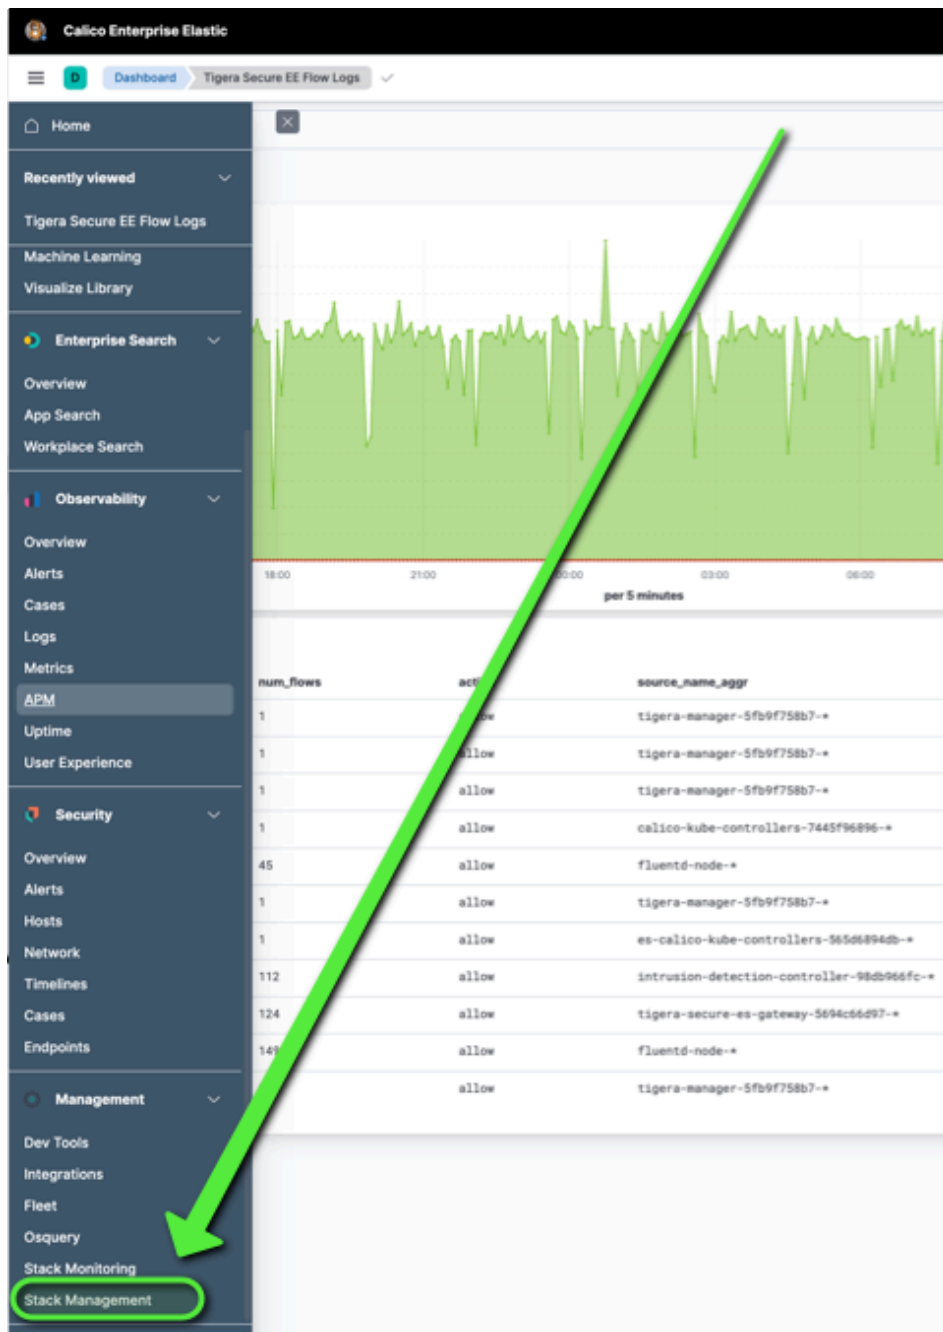 Calico Enterprise Elastic
D Dashboard Tigera Secure EE Flow Logs
Home
Recently viewed
Tigera Secure EE Flow Logs
Machine Learning
Visualize Library
Enterprise Search
Overview
App Search
Workplace Search
Observability
Overview
Alerts
Cases
Logs
Metrics
APM
Uptime
User Experience
Security
Overview
Alerts
Hosts
Network
Timelines
Cases
Endpoints
Management
Dev Tools
Integrations
Fleet
Osquery
Stack Monitoring
Stack Management
18:00 21:00 00:00 03:00 06:00
per 5 minutes
num_flows source_name_aggr
1 tigera-manager-5fb9f758b7-*
1 allow tigera-manager-5fb9f758b7-*
1 allow tigera-manager-5fb9f758b7-*
1 allow calico-kube-controllers-7445f96896-*
45 allow fluentd-node-*
1 allow tigera-manager-5fb9f758b7-*
1 allow es-calico-kube-controllers-565d6894db-*
112 allow intrusion-detection-controller-98db966fc-*
124 allow tigera-secure-es-gateway-5694c66d97-*
149 allow fluentd-node-*
allow tigera-manager-5fb9f758b7-*